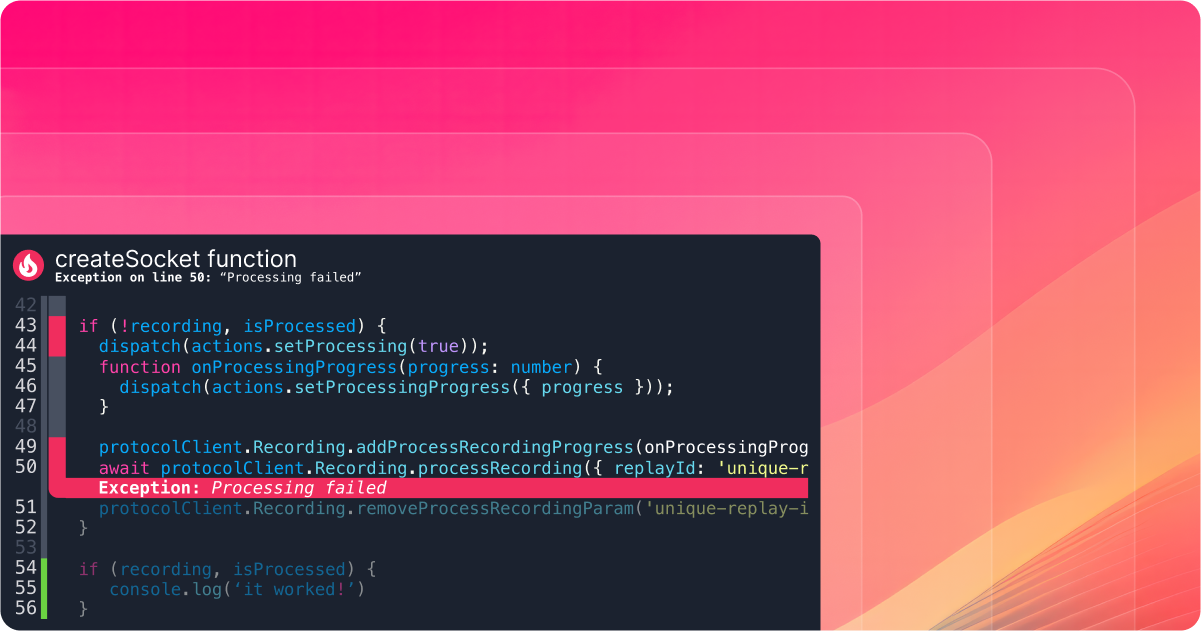 createSocket function
Exception on line 50: “Processing failed”
42
43 if (!recording, isProcessed) {
44 dispatch(actions.setProcessing(true));
45 function onProcessingProgress(progress: number) {
46 dispatch(actions.setProcessingProgress({ progress }));
47 }
48
49 protocolClient.Recording.addProcessRecordingProgress(onProcessingProg
50 await protocolClient.Recording.processRecording({ replayId: 'unique-r
Exception: Processing failed
51 protocolClient.Recording.removeProcessRecordingParam('unique-replay-i
52 }
53
54 if (recording, isProcessed) {
55 console.log(‘it worked!’)
56 }